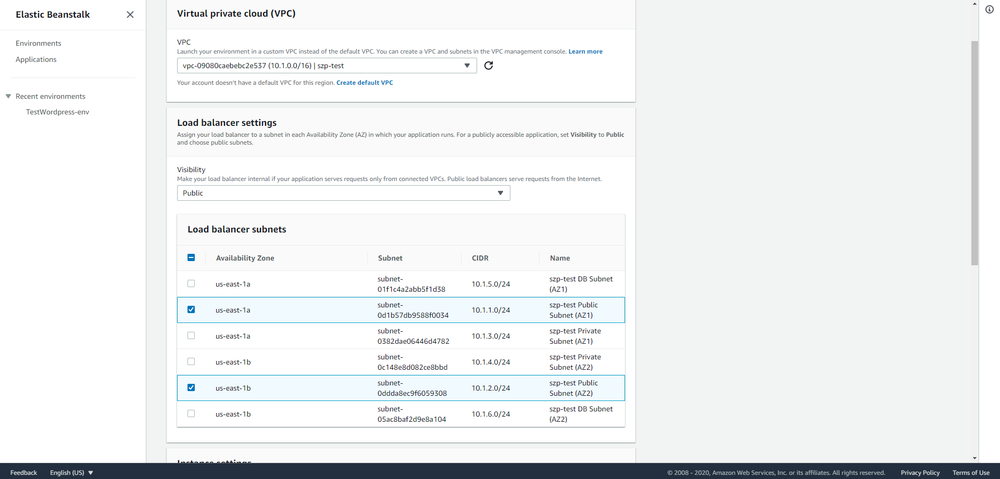 Elastic Beanstalk
Environments
Applications
Recent environments
TestWordpress-env
Virtual private cloud (VPC)
VPC
Launch your environment in a custom VPC instead of the default VPC. You can create a VPC and subnets in the VPC management console. Learn more
vpc-09080caebebc2e537 (10.1.0.0/16) | szp-test
Your account doesn't have a default VPC for this region. Create default VPC
Load balancer settings
Assign your load balancer to a subnet in each Availability Zone (AZ) in which your application runs. For a publicly accessible application, set Visibility to Public
and choose public subnets.
Visibility
Make your load balancer internal if your application serves requests only from connected VPCs. Public load balancers serve requests from the Internet.
Public
Load balancer subnets
Availability Zone Subnet CIDR Name
us-east-1a subnet-01f1c4a2abb5f1d38 10.1.5.0/24 szp-test DB Subnet (AZ1)
us-east-1a subnet-0d1b57db9588f0034 10.1.1.0/24 szp-test Public Subnet (AZ1)
us-east-1a subnet-0382dae06446d4782 10.1.3.0/24 szp-test Private Subnet (AZ1)
us-east-1b subnet-0c148e8d082ce8bbd 10.1.4.0/24 szp-test Private Subnet (AZ2)
us-east-1b subnet-0ddda8ec9f6059308 10.1.2.0/24 szp-test Public Subnet (AZ2)
us-east-1b subnet-05ac8baf2d9e8a104 10.1.6.0/24 szp-test DB Subnet (AZ2)
Instance settings
Feedback English (US) © 2008 - 2020, Amazon Web Services, Inc. or its affiliates. All rights reserved. Privacy Policy Terms of Use